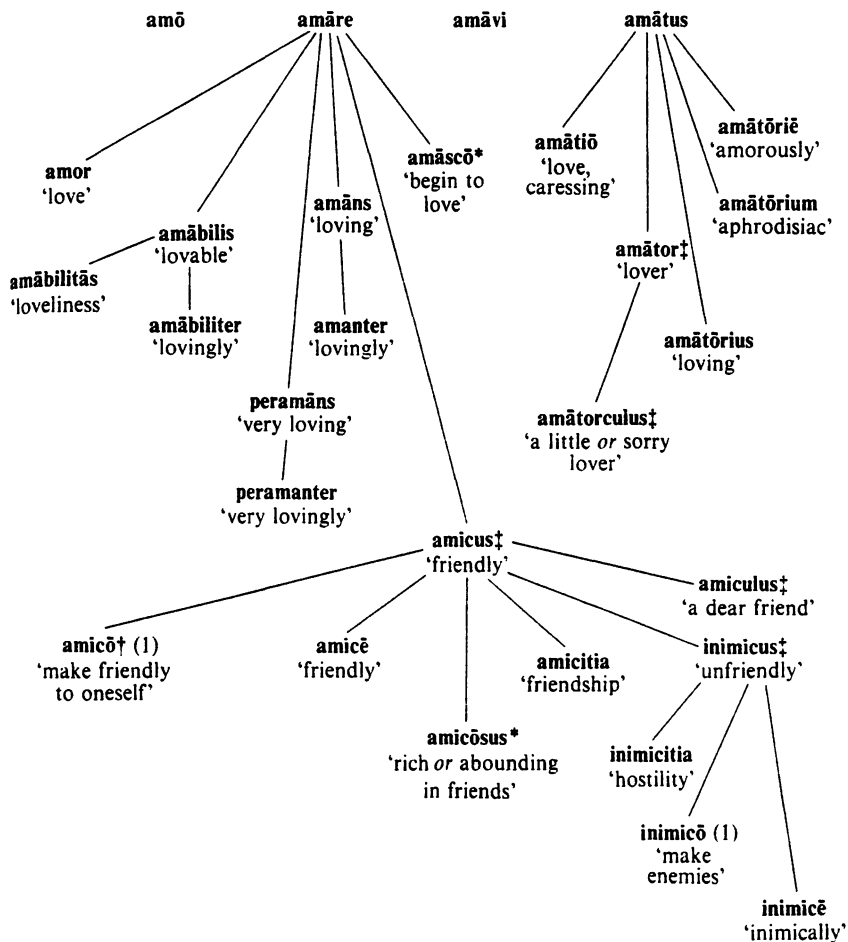 amō amāre amāvi amātus
amor
‘love’
amāscō*
‘begin to
love’
amātiō
‘love,
caressing’
amātōriē
‘amorously’
amāns
‘loving’
amātōrium
‘aphrodisiac’
amābilis
‘lovable’
amātor‡
‘lover’
amābilitās
‘loveliness’
amābiliter
‘lovingly’
amanter
‘lovingly’
amātōrius
‘loving’
peramāns
‘very loving’
amātorculus‡
‘a little or sorry
lover’
peramanter
‘very lovingly’
amicus‡
‘friendly’
amiculus‡
‘a dear friend’
amicō† (1)
‘make friendly
to oneself’
amicē
‘friendly’
amicitia
‘friendship’
inimicus‡
‘unfriendly’
amicōsus*
‘rich or abounding
in friends’
inimicitia
‘hostility’
inimicō (1)
‘make
enemies’
inimicē
‘inimically’